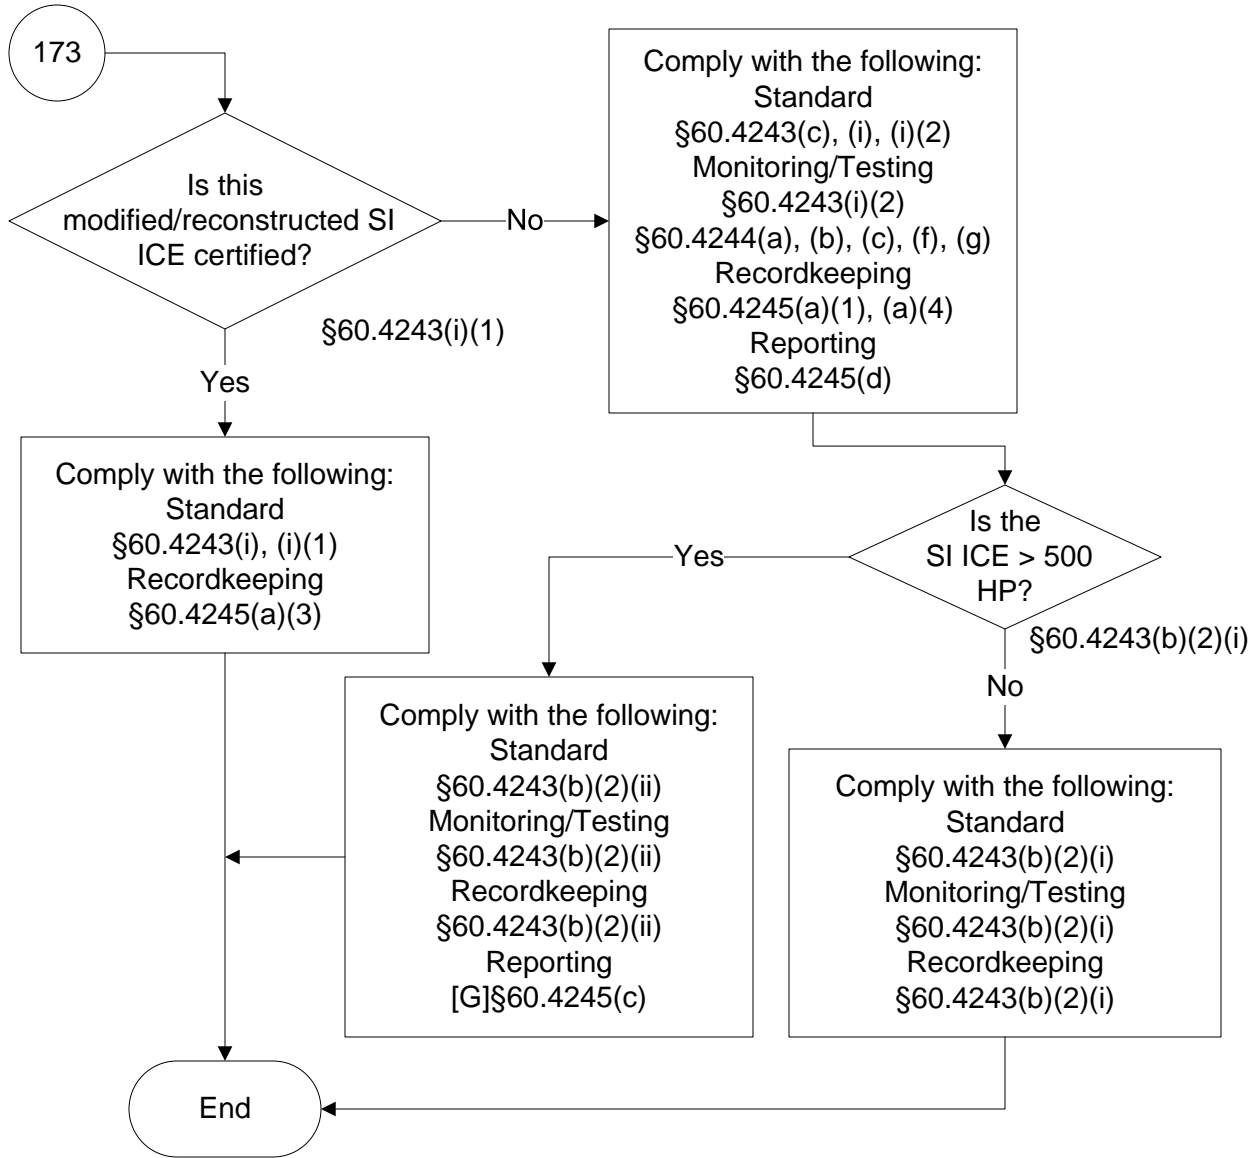 173
Is this
modified/reconstructed SI
ICE certified?
§60.4243(i)(1)
No
Yes
Comply with the following:
Standard
§60.4243(c), (i), (i)(2)
Monitoring/Testing
§60.4243(i)(2)
§60.4244(a), (b), (c), (f), (g)
Recordkeeping
§60.4245(a)(1), (a)(4)
Reporting
§60.4245(d)
Comply with the following:
Standard
§60.4243(i), (i)(1)
Recordkeeping
§60.4245(a)(3)
Is the
SI ICE > 500
HP?
§60.4243(b)(2)(i)
Yes
No
Comply with the following:
Standard
§60.4243(b)(2)(ii)
Monitoring/Testing
§60.4243(b)(2)(ii)
Recordkeeping
§60.4243(b)(2)(ii)
Reporting
[G]§60.4245(c)
Comply with the following:
Standard
§60.4243(b)(2)(i)
Monitoring/Testing
§60.4243(b)(2)(i)
Recordkeeping
§60.4243(b)(2)(i)
End